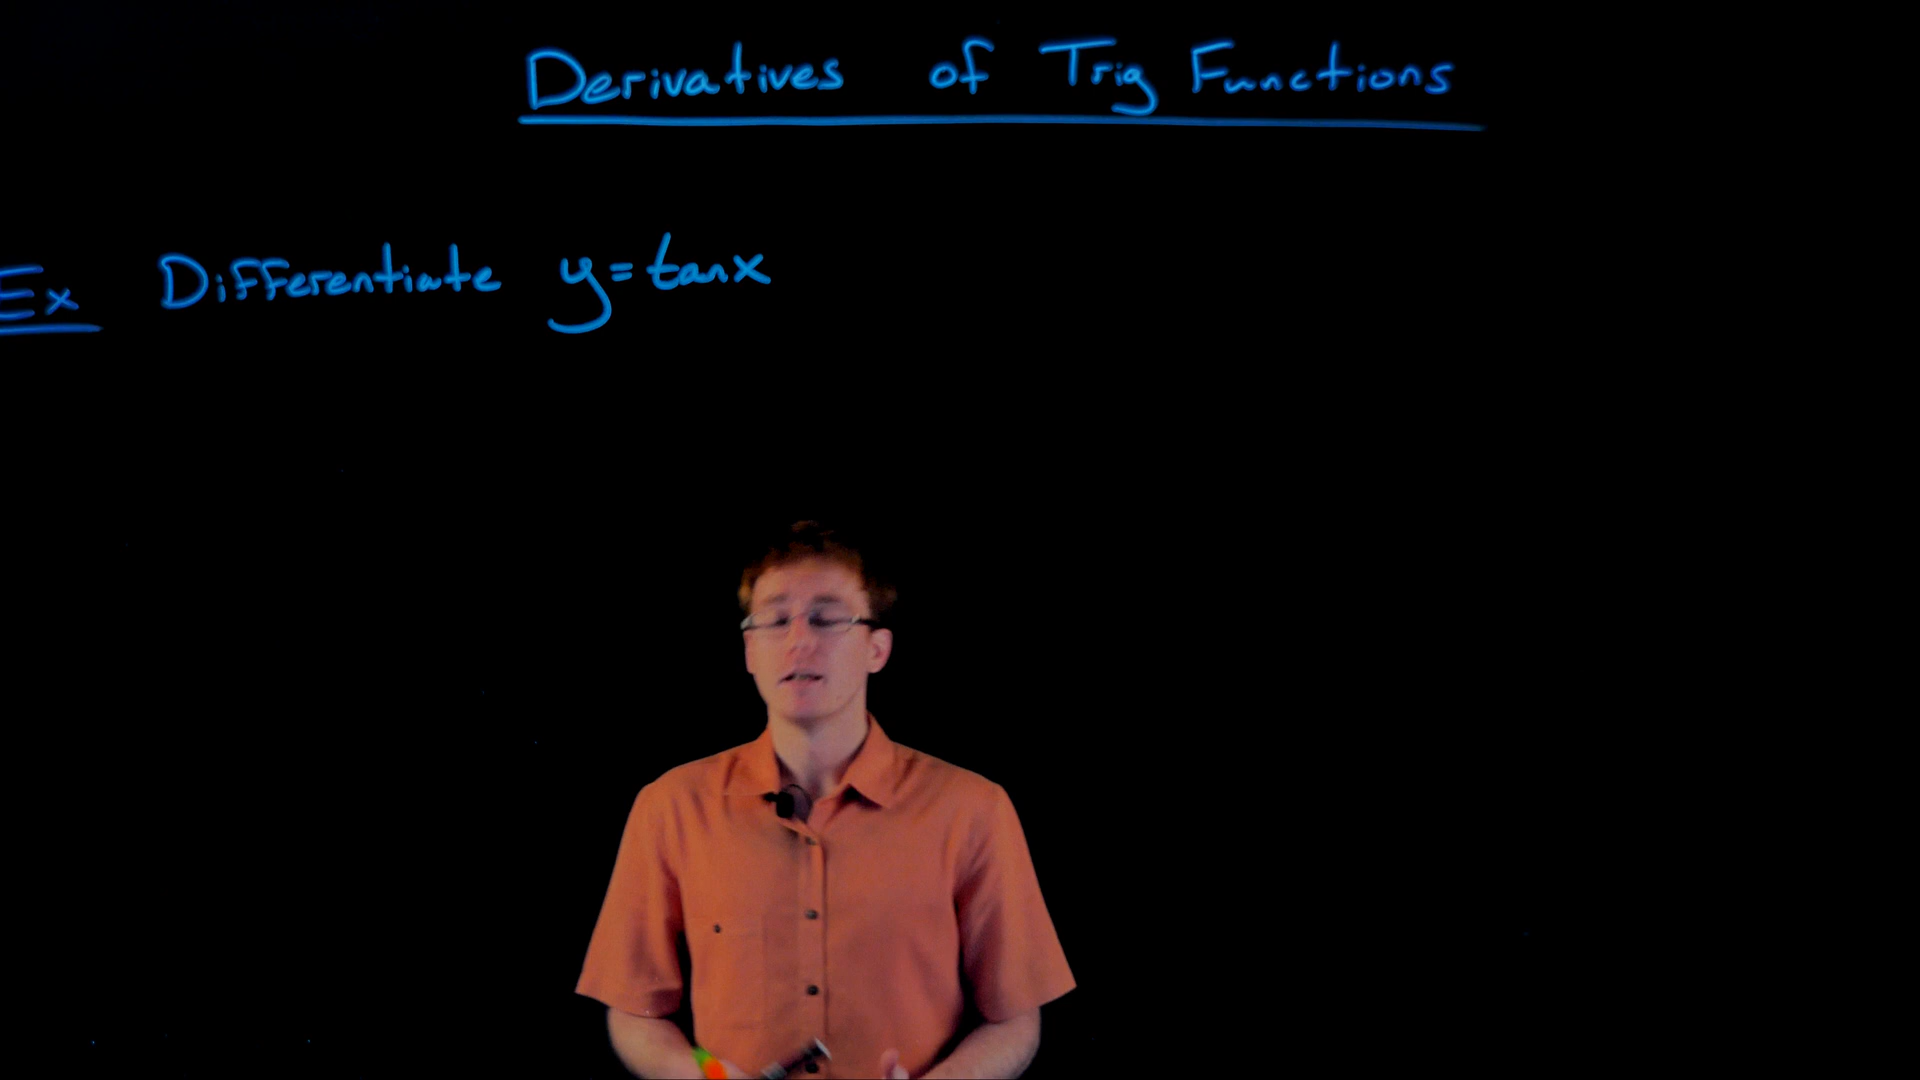 Derivatives of Trig Functions
Ex Differentiate y=tanx